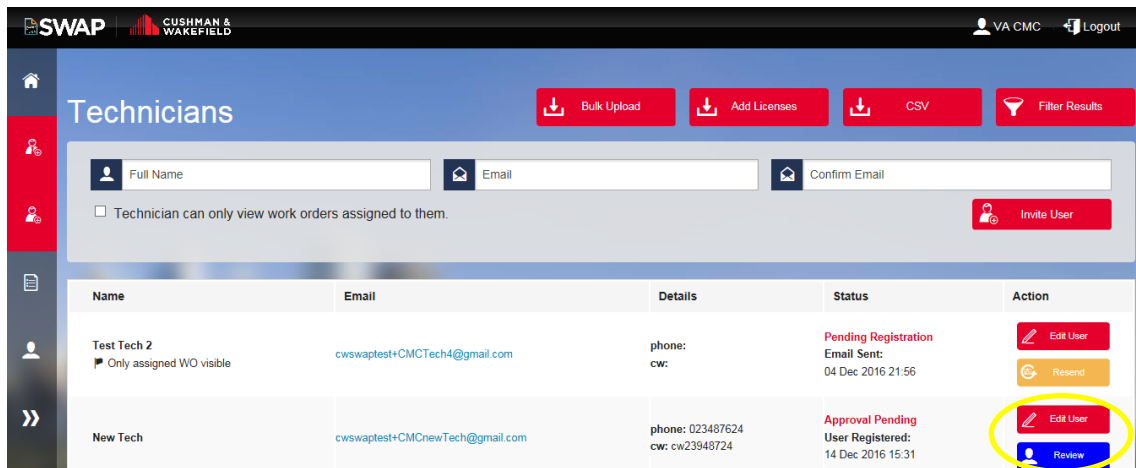 SWAP CUSHMAN & WAKEFIELD VA CMC Logout
Technicians Bulk Upload Add Licenses CSV Filter Results
Full Name Email Confirm Email
Technician can only view work orders assigned to them. Invite User
Name Email Details Status Action
Test Tech 2
Only assigned WO visible
cwswaptest+CMCTech4@gmail.com
phone:
cw:
Pending Registration
Email Sent:
04 Dec 2016 21:56
Edit User
Resend
New Tech
cwswaptest+CMCnewTech@gmail.com
phone: 023487624
cw: cw23948724
Approval Pending
User Registered:
14 Dec 2016 15:31
Edit User
Review